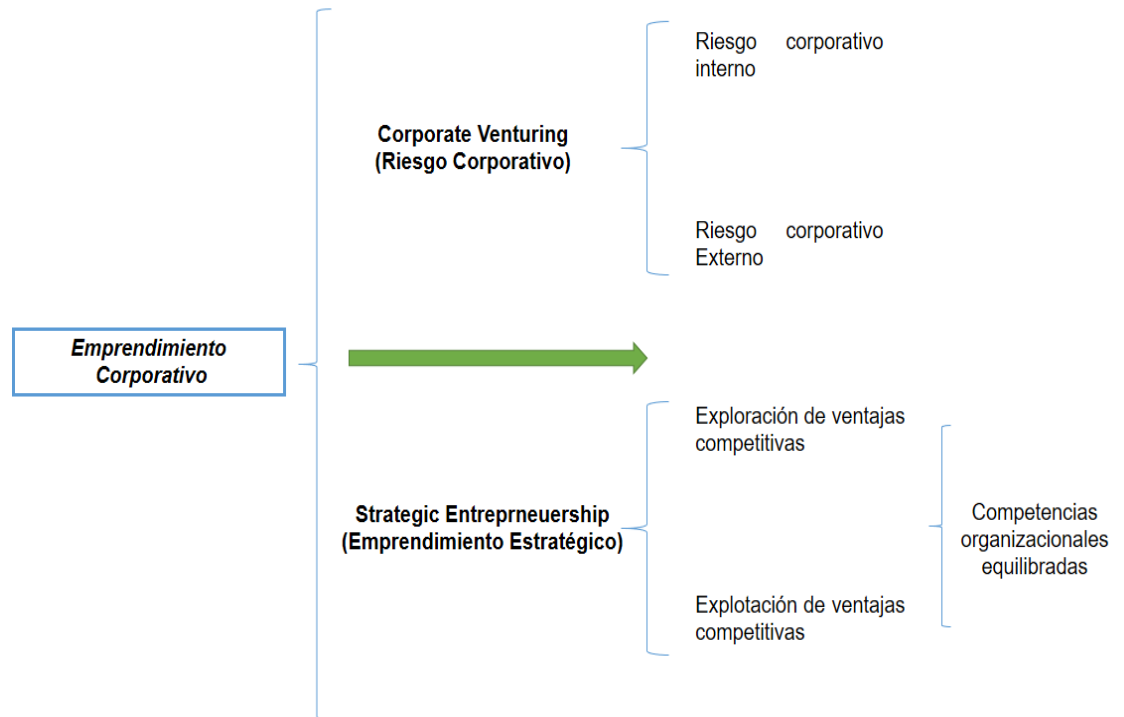 Riesgo corporativo
interno
Corporate Venturing
(Riesgo Corporativo)
Riesgo corporativo
Externo
Emprendimiento
Corporativo
Exploración de ventajas
competitivas
Strategic Entreprneuership
(Emprendimiento Estratégico)
Competencias
organizacionales
equilibradas
Explotación de ventajas
competitivas